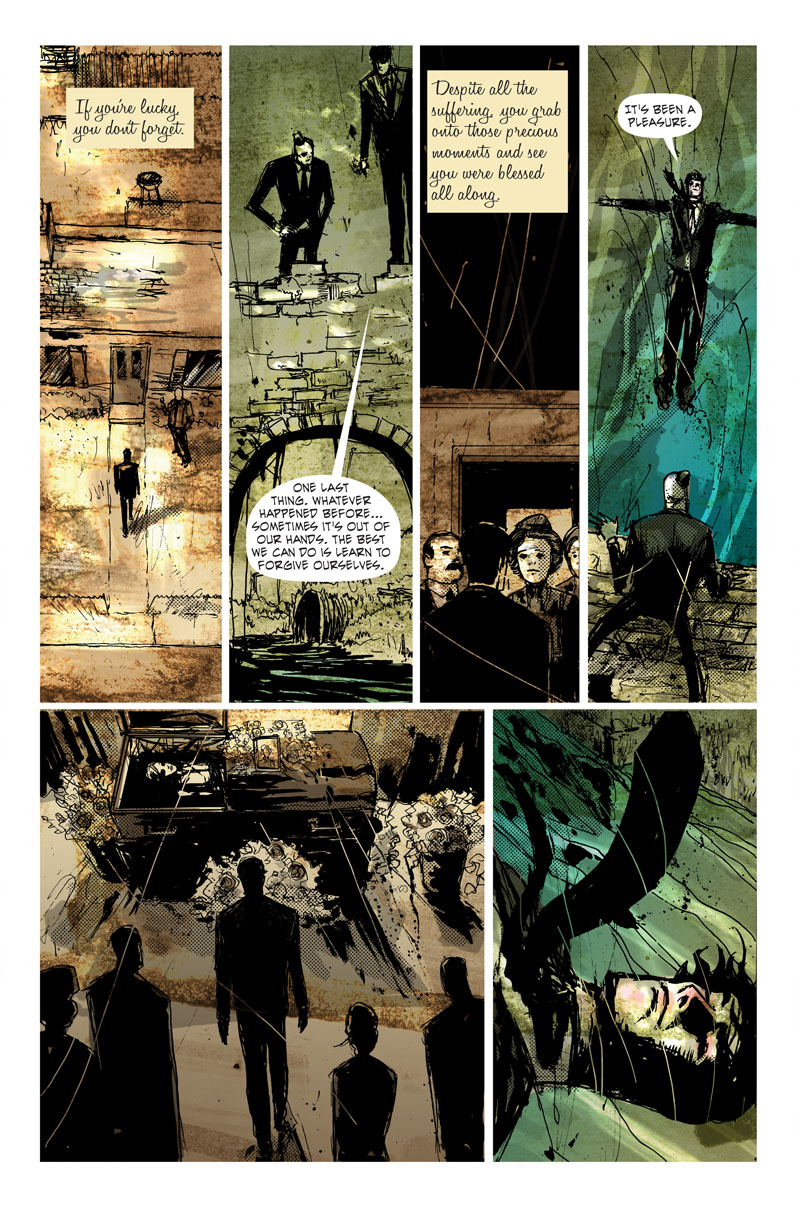 If you're lucky,
you don't forget.
ONE LAST
THING. WHATEVER
HAPPENED BEFORE...
SOMETIMES IT'S OUT OF
OUR HANDS. THE BEST
WE CAN DO IS LEARN TO
FORGIVE OURSELVES.
Despite all the
suffering, you grab
onto those precious
moments and see
you were blessed
all along.
IT'S BEEN A
PLEASURE.